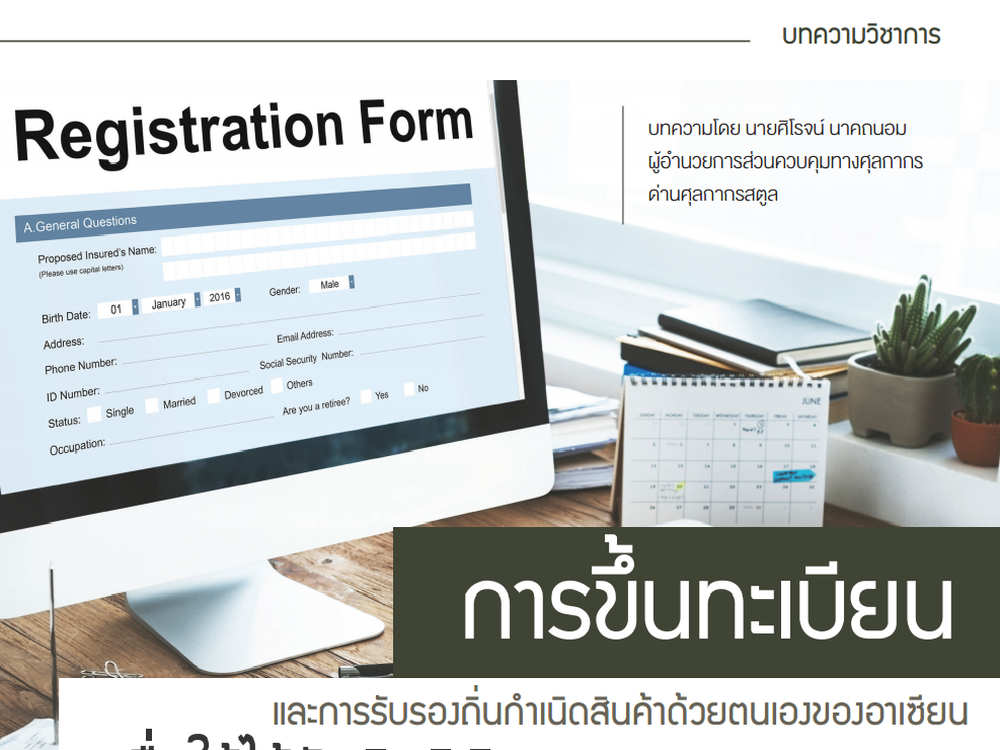 บทความวิชาการ
Registration Form
บทความโดย นายศิโรจน์ นาคถนอม
ผู้อำนวยการส่วนควบคุมทางศุลกากร
ด่านศุลกากรสตูล
A.General Questions
Proposed Insured's Name:
(Please use capital letters)
Birth Date: 01 January 2016 Gender: Male
Address:
Phone Number: Email Address:
ID Number: Social Security Number:
Status: Single Married Devorced Others
Occupation: Are you a retiree? Yes No
JUNE
การขึ้นทะเบียน
และการรับรองถิ่นกำเนิดสินค้าด้วยตนเองของอาเซียน